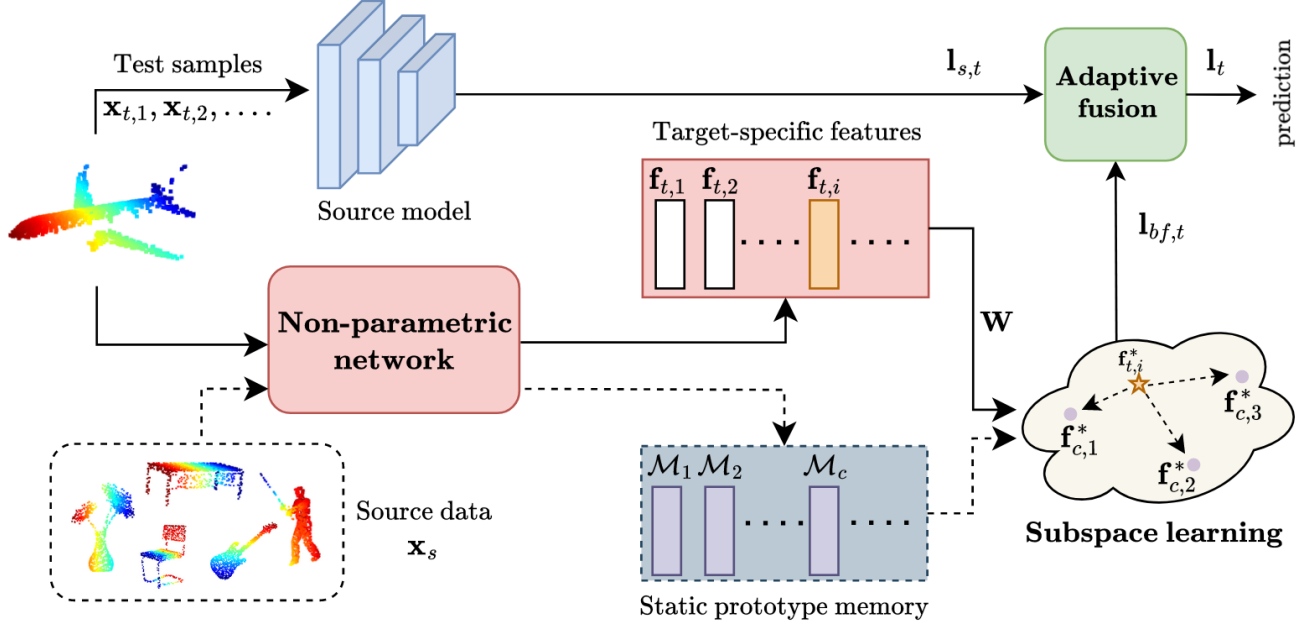 Test samples
𝐱_{t,1}, 𝐱_{t,2}, . . . .
Source model
𝐥_{s,t}
Adaptive
fusion
𝐥_t
prediction
Target-specific features
𝐟_{t,1} 𝐟_{t,2} 𝐟_{t,i}
. . . . . . . .
𝐥_{bf,t}
Non-parametric
network
𝐖
𝐟*_{t,i}
𝐟*_{c,1}
𝐟*_{c,2}
𝐟*_{c,3}
Subspace learning
Source data
𝐱_s
ℳ_1 ℳ_2 ℳ_c
. . . . . . . .
Static prototype memory